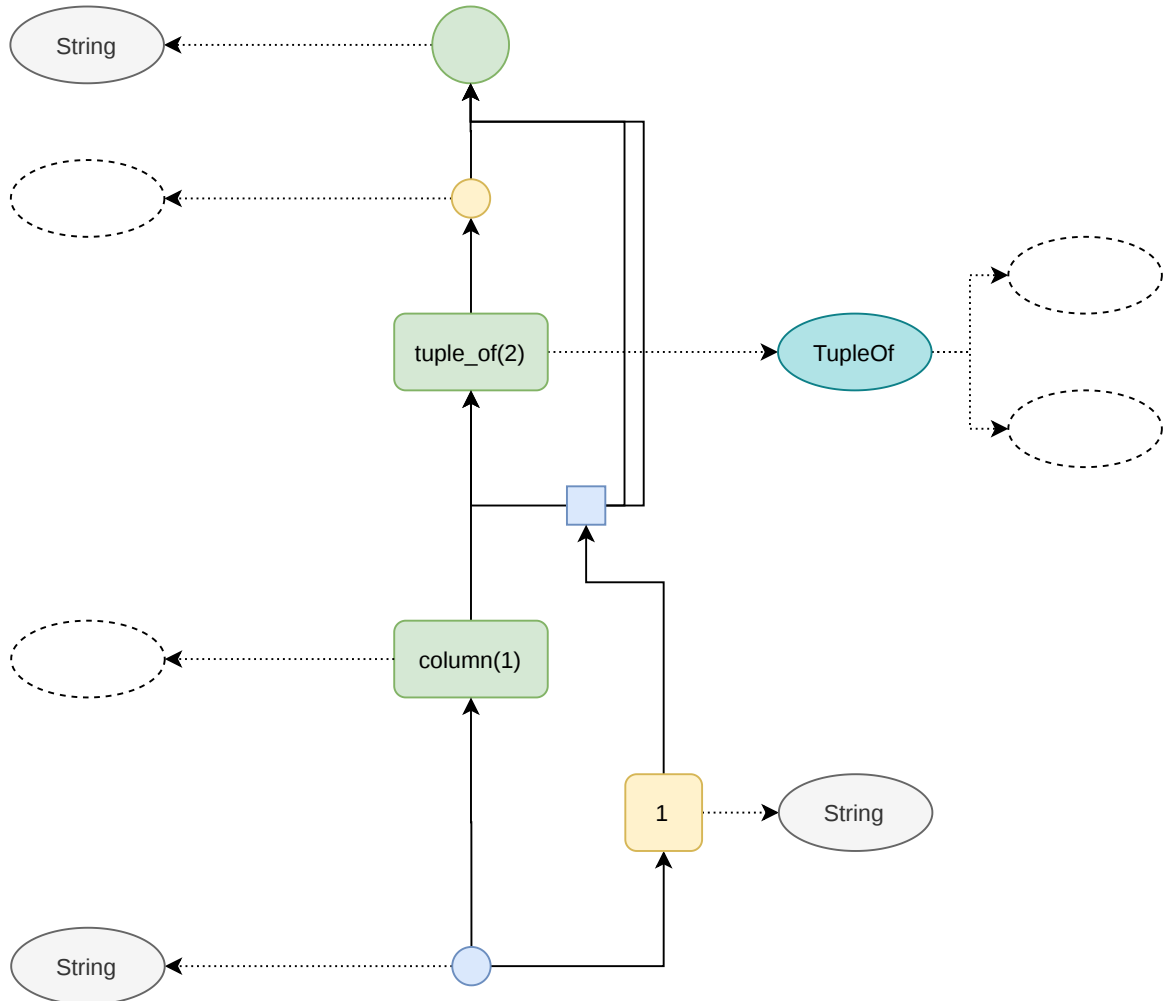 String
tuple_of(2)
TupleOf
column(1)
1
String
String